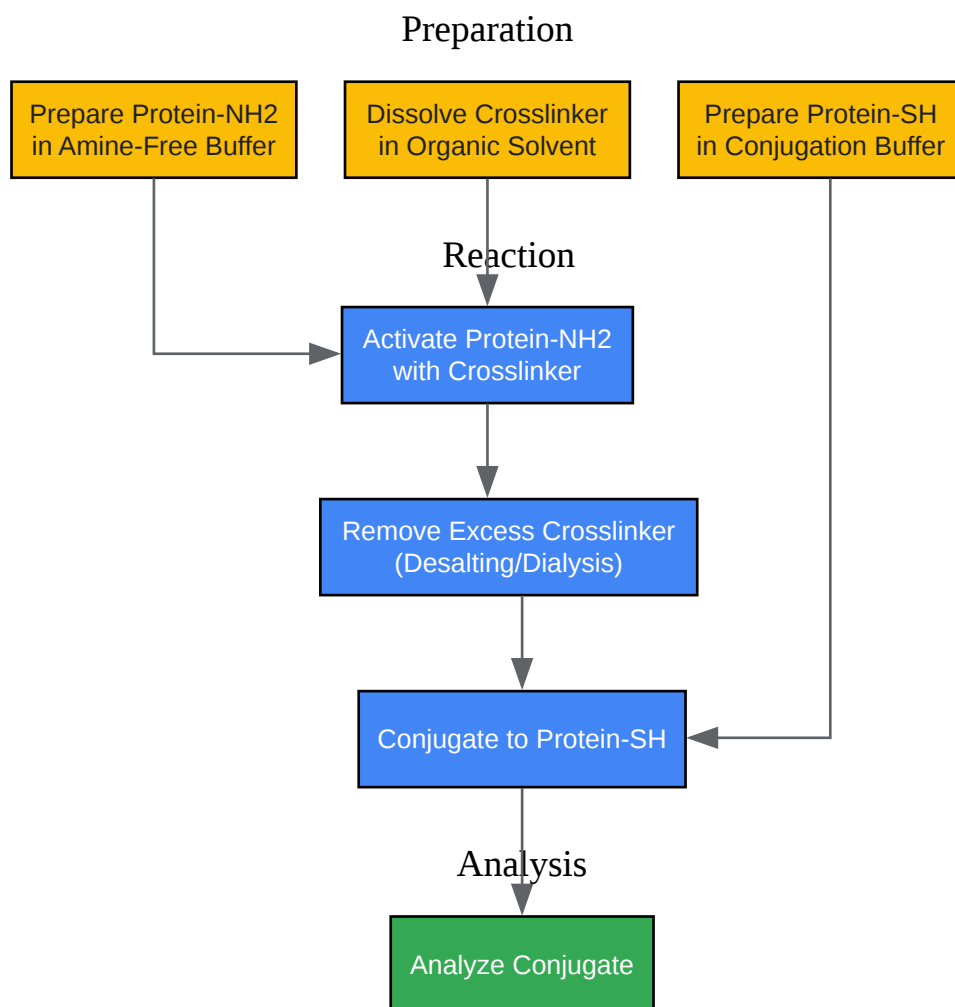 Preparation
Prepare Protein-NH2
in Amine-Free Buffer
Dissolve Crosslinker
in Organic Solvent
Prepare Protein-SH
in Conjugation Buffer
Reaction
Activate Protein-NH2
with Crosslinker
Remove Excess Crosslinker
(Desalting/Dialysis)
Conjugate to Protein-SH
Analysis
Analyze Conjugate